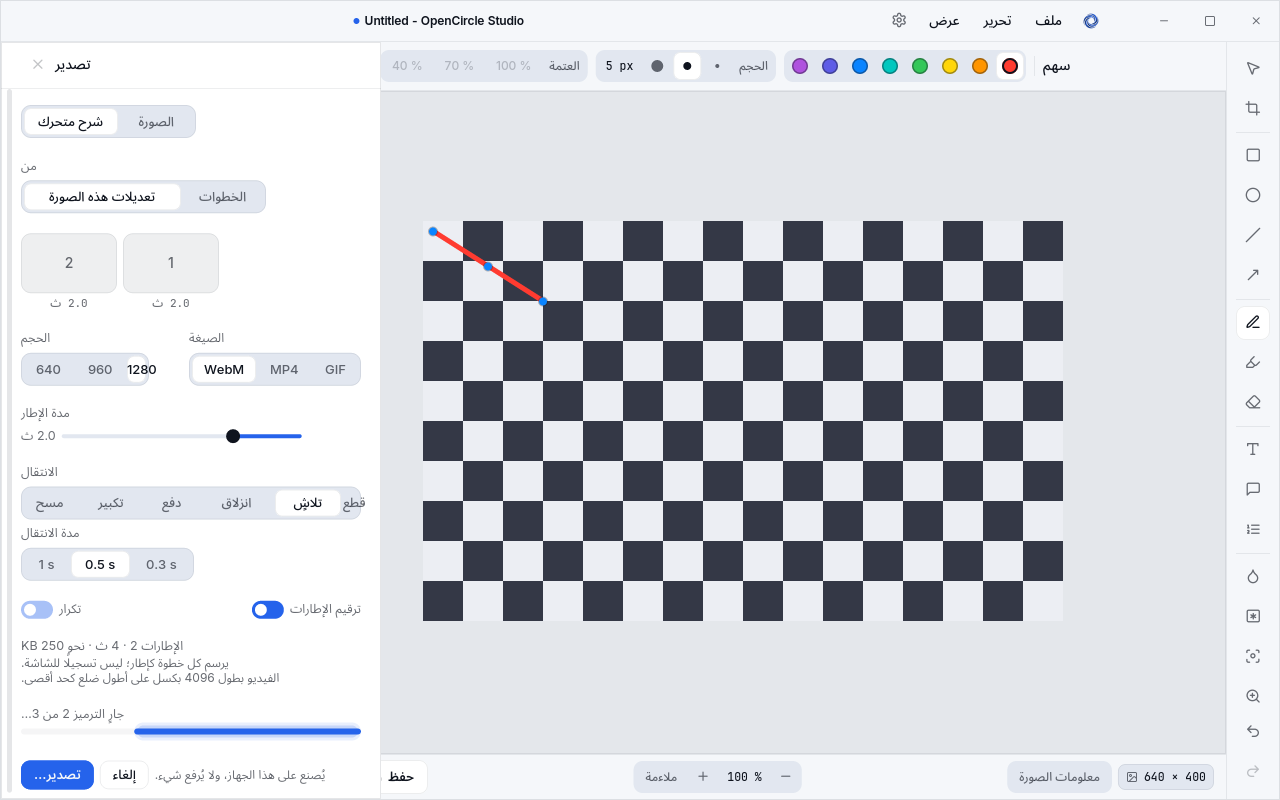 ملف
تحرير
عرض
Untitled - OpenCircle Studio
سهم
الحجم
5 px
العتمة
100 %
70 %
40 %
تصدير
الصورة
شرح متحرك
من
الخطوات
تعديلات هذه الصورة
1
2
2.0 ث
2.0 ث
الصيغة
الحجم
GIF
MP4
WebM
1280
960
640
مدة الإطار
2.0 ث
الانتقال
قطع
تلاشٍ
انزلاق
دفع
تكبير
مسح
مدة الانتقال
0.3 s
0.5 s
1 s
ترقيم الإطارات
تكرار
الإطارات 2 · 4 ث · نحو 250 KB
يرسم كل خطوة كإطار؛ ليس تسجيلًا للشاشة.
الفيديو بطول 4096 بكسل على أطول ضلع كحد أقصى.
جارٍ الترميز 2 من 3...
يُصنع على هذا الجهاز، ولا يُرفع شيء.
إلغاء
تصدير...
640 × 400
معلومات الصورة
100 %
ملاءمة
حفظ